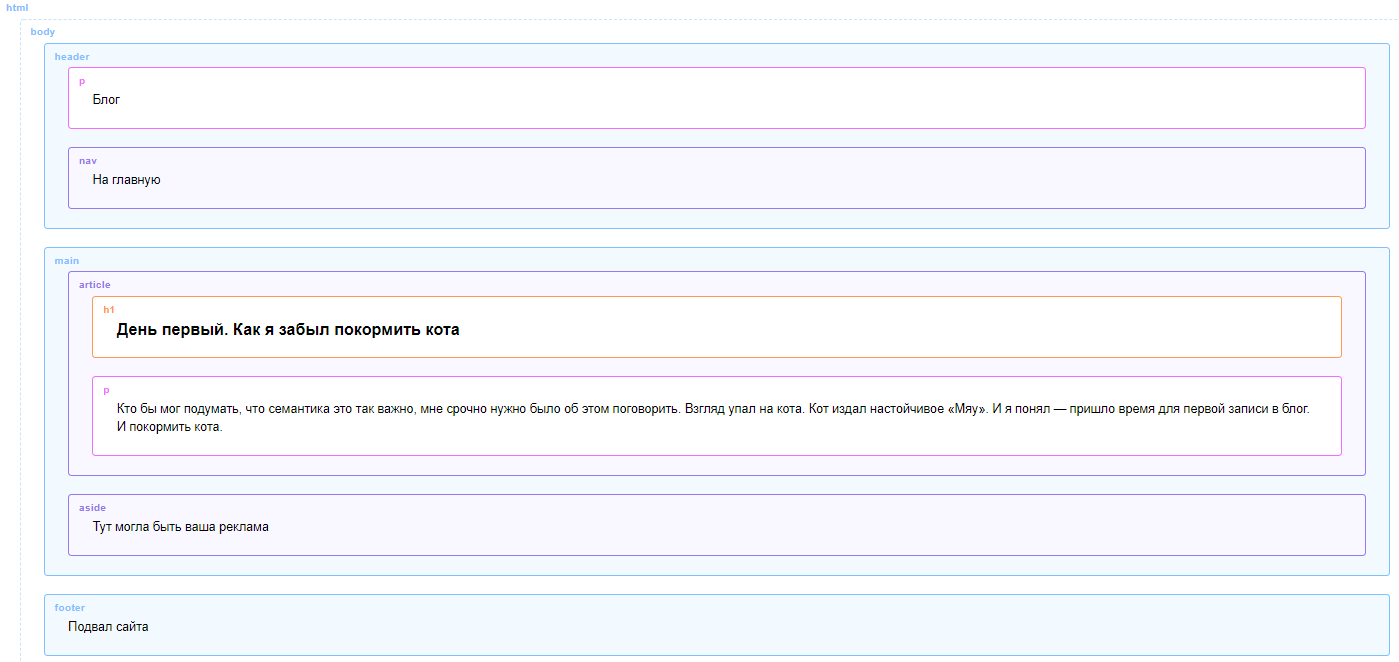 html
body
header
p
Блог
nav
На главную
main
article
h1
День первый. Как я забыл покормить кота
p
Кто бы мог подумать, что семантика это так важно, мне срочно нужно было об этом поговорить. Взгляд упал на кота. Кот издал настойчивое «Мяу». И я понял — пришло время для первой записи в блог.
И покормить кота.
aside
Тут могла быть ваша реклама
footer
Подвал сайта